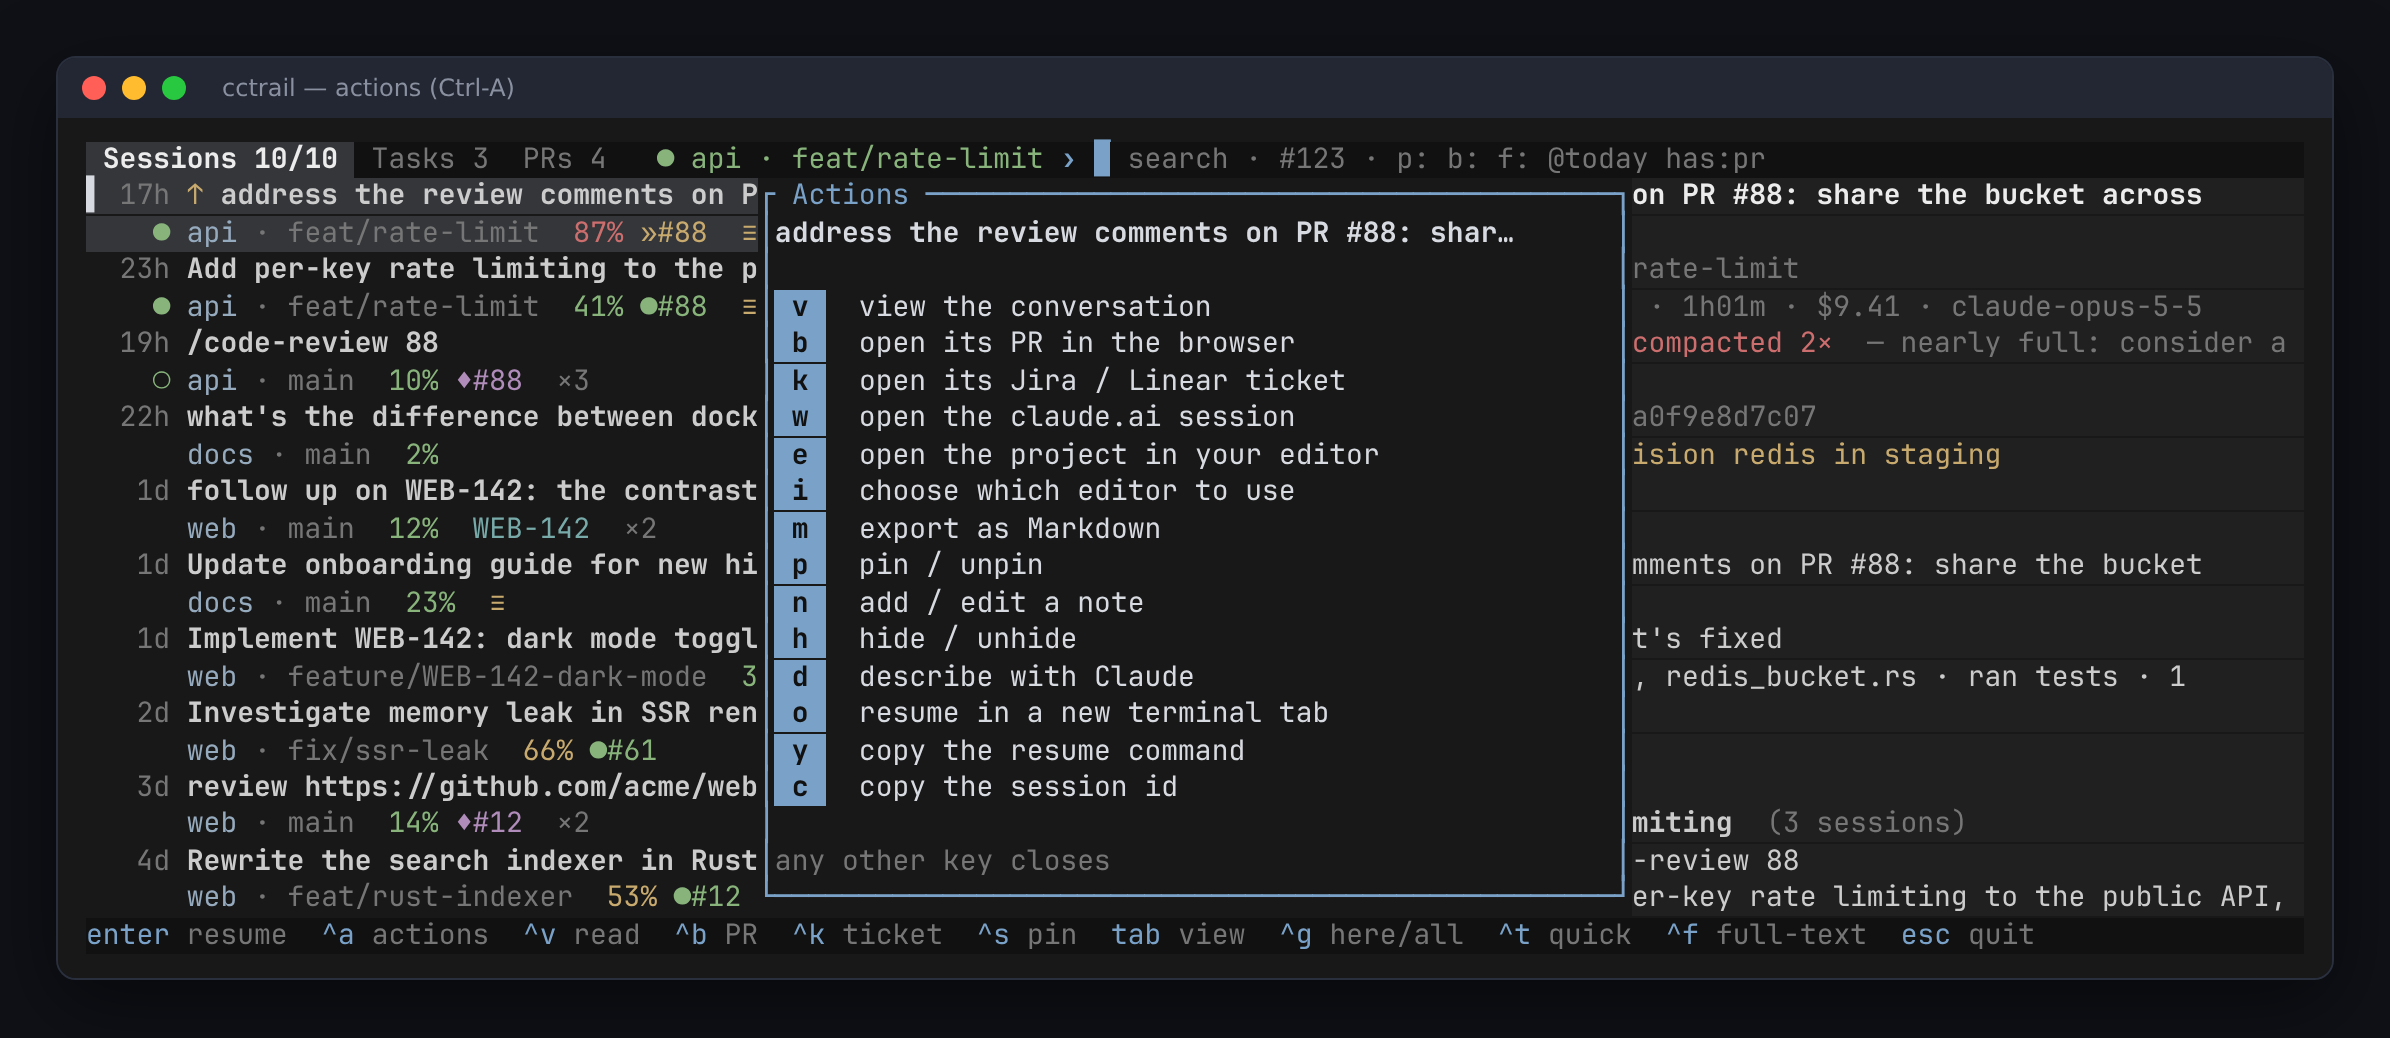 cctrail — actions (Ctrl-A)
Sessions 10/10 Tasks 3 PRs 4 ● api · feat/rate-limit › search · #123 · p: b: f: @today has:pr
17h ↑ address the review comments on P
● api · feat/rate-limit 87% »#88 ≡
23h Add per-key rate limiting to the p
● api · feat/rate-limit 41% ●#88 ≡
19h /code-review 88
○ api · main 10% ♦#88 ×3
22h what's the difference between dock
docs · main 2%
1d follow up on WEB-142: the contrast
web · main 12% WEB-142 ×2
1d Update onboarding guide for new hi
docs · main 23% ≡
1d Implement WEB-142: dark mode toggl
web · feature/WEB-142-dark-mode 3
2d Investigate memory leak in SSR ren
web · fix/ssr-leak 66% ●#61
3d review https://github.com/acme/web
web · main 14% ♦#12 ×2
4d Rewrite the search indexer in Rust
web · feat/rust-indexer 53% ●#12
Actions
address the review comments on PR #88: shar…
v view the conversation
b open its PR in the browser
k open its Jira / Linear ticket
w open the claude.ai session
e open the project in your editor
i choose which editor to use
m export as Markdown
p pin / unpin
n add / edit a note
h hide / unhide
d describe with Claude
o resume in a new terminal tab
y copy the resume command
c copy the session id
any other key closes
on PR #88: share the bucket across
rate-limit
· 1h01m · $9.41 · claude-opus-5-5
compacted 2× — nearly full: consider a
a0f9e8d7c07
ision redis in staging
mments on PR #88: share the bucket
t's fixed
, redis_bucket.rs · ran tests · 1
miting (3 sessions)
-review 88
er-key rate limiting to the public API,
enter resume ^a actions ^v read ^b PR ^k ticket ^s pin tab view ^g here/all ^t quick ^f full-text esc quit